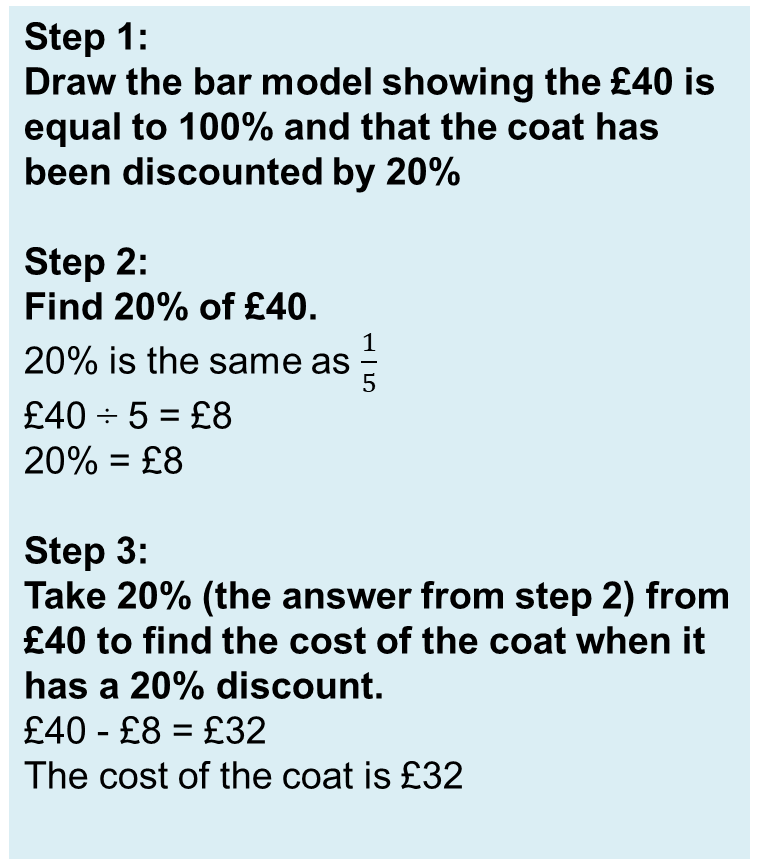 Step 1:
Draw the bar model showing the £40 is
equal to 100% and that the coat has
been discounted by 20%
Step 2:
Find 20% of £40.
20% is the same as 1/5
£40 ÷ 5 = £8
20% = £8
Step 3:
Take 20% (the answer from step 2) from
£40 to find the cost of the coat when it
has a 20% discount.
£40 - £8 = £32
The cost of the coat is £32